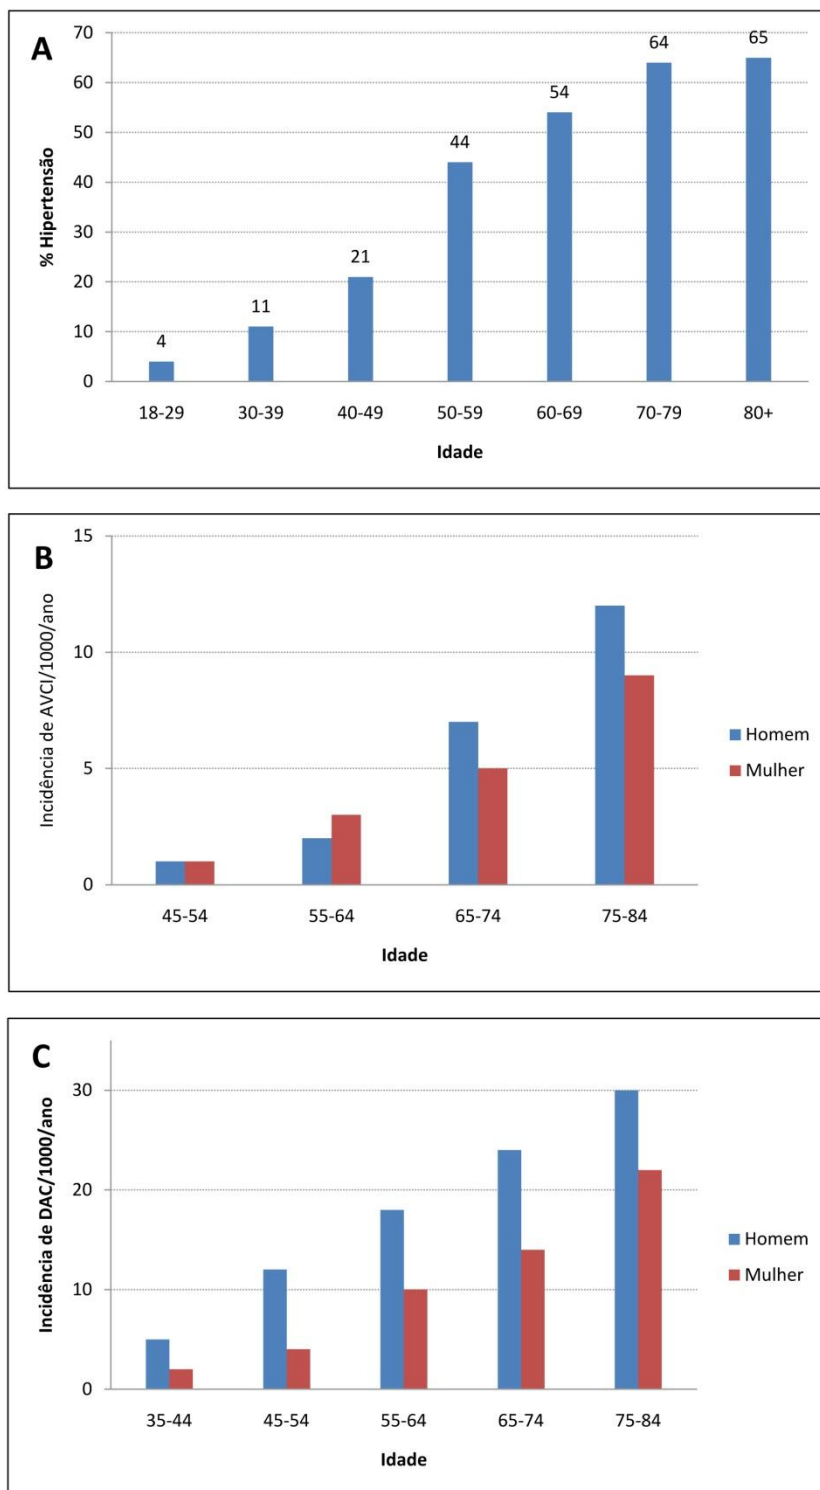 A
70
60
50
40
30
20
10
0
% Hipertensão
4
11
21
44
54
64
65
18-29 30-39 40-49 50-59 60-69 70-79 80+
Idade
B
15
10
5
0
Incidência de AVCI/1000/ano
Homem
Mulher
45-54 55-64 65-74 75-84
Idade
C
30
20
10
0
Incidência de DAC/1000/ano
Homem
Mulher
35-44 45-54 55-64 65-74 75-84
Idade